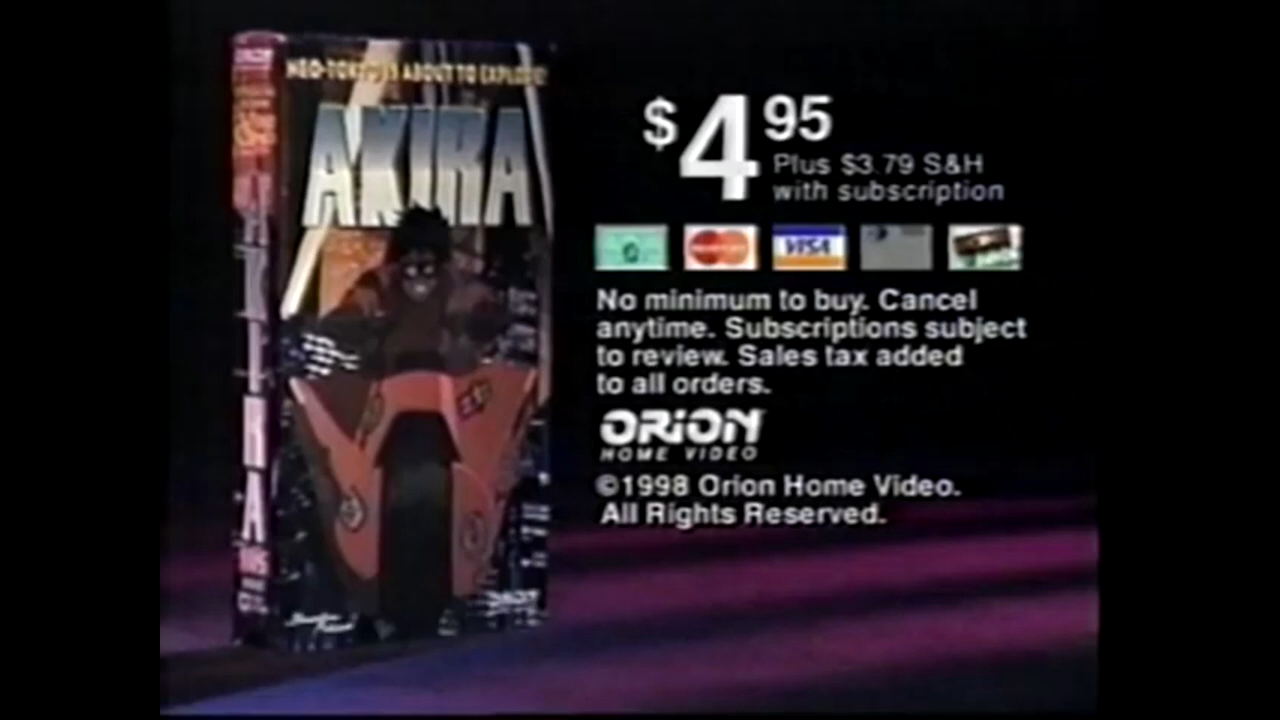 NEO-TOKYO IS ABOUT TO EXPLODE
AKIRA
AKIRA
VHS
$4 95
Plus $3.79 S&H
with subscription
VISA
No minimum to buy. Cancel
anytime. Subscriptions subject
to review. Sales tax added
to all orders.
ORION
HOME VIDEO
©1998 Orion Home Video.
All Rights Reserved.